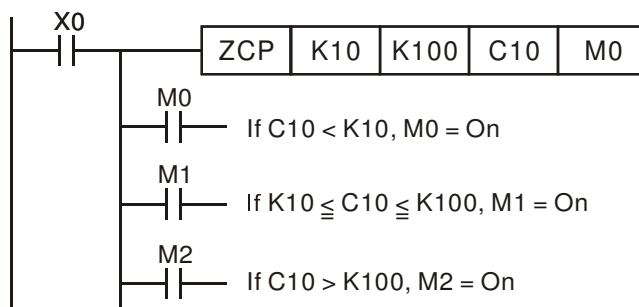 X0
ZCP K10 K100 C10 M0
M0
If C10 < K10, M0 = On
M1
If K10 ≦ C10 ≦ K100, M1 = On
M2
If C10 > K100, M2 = On